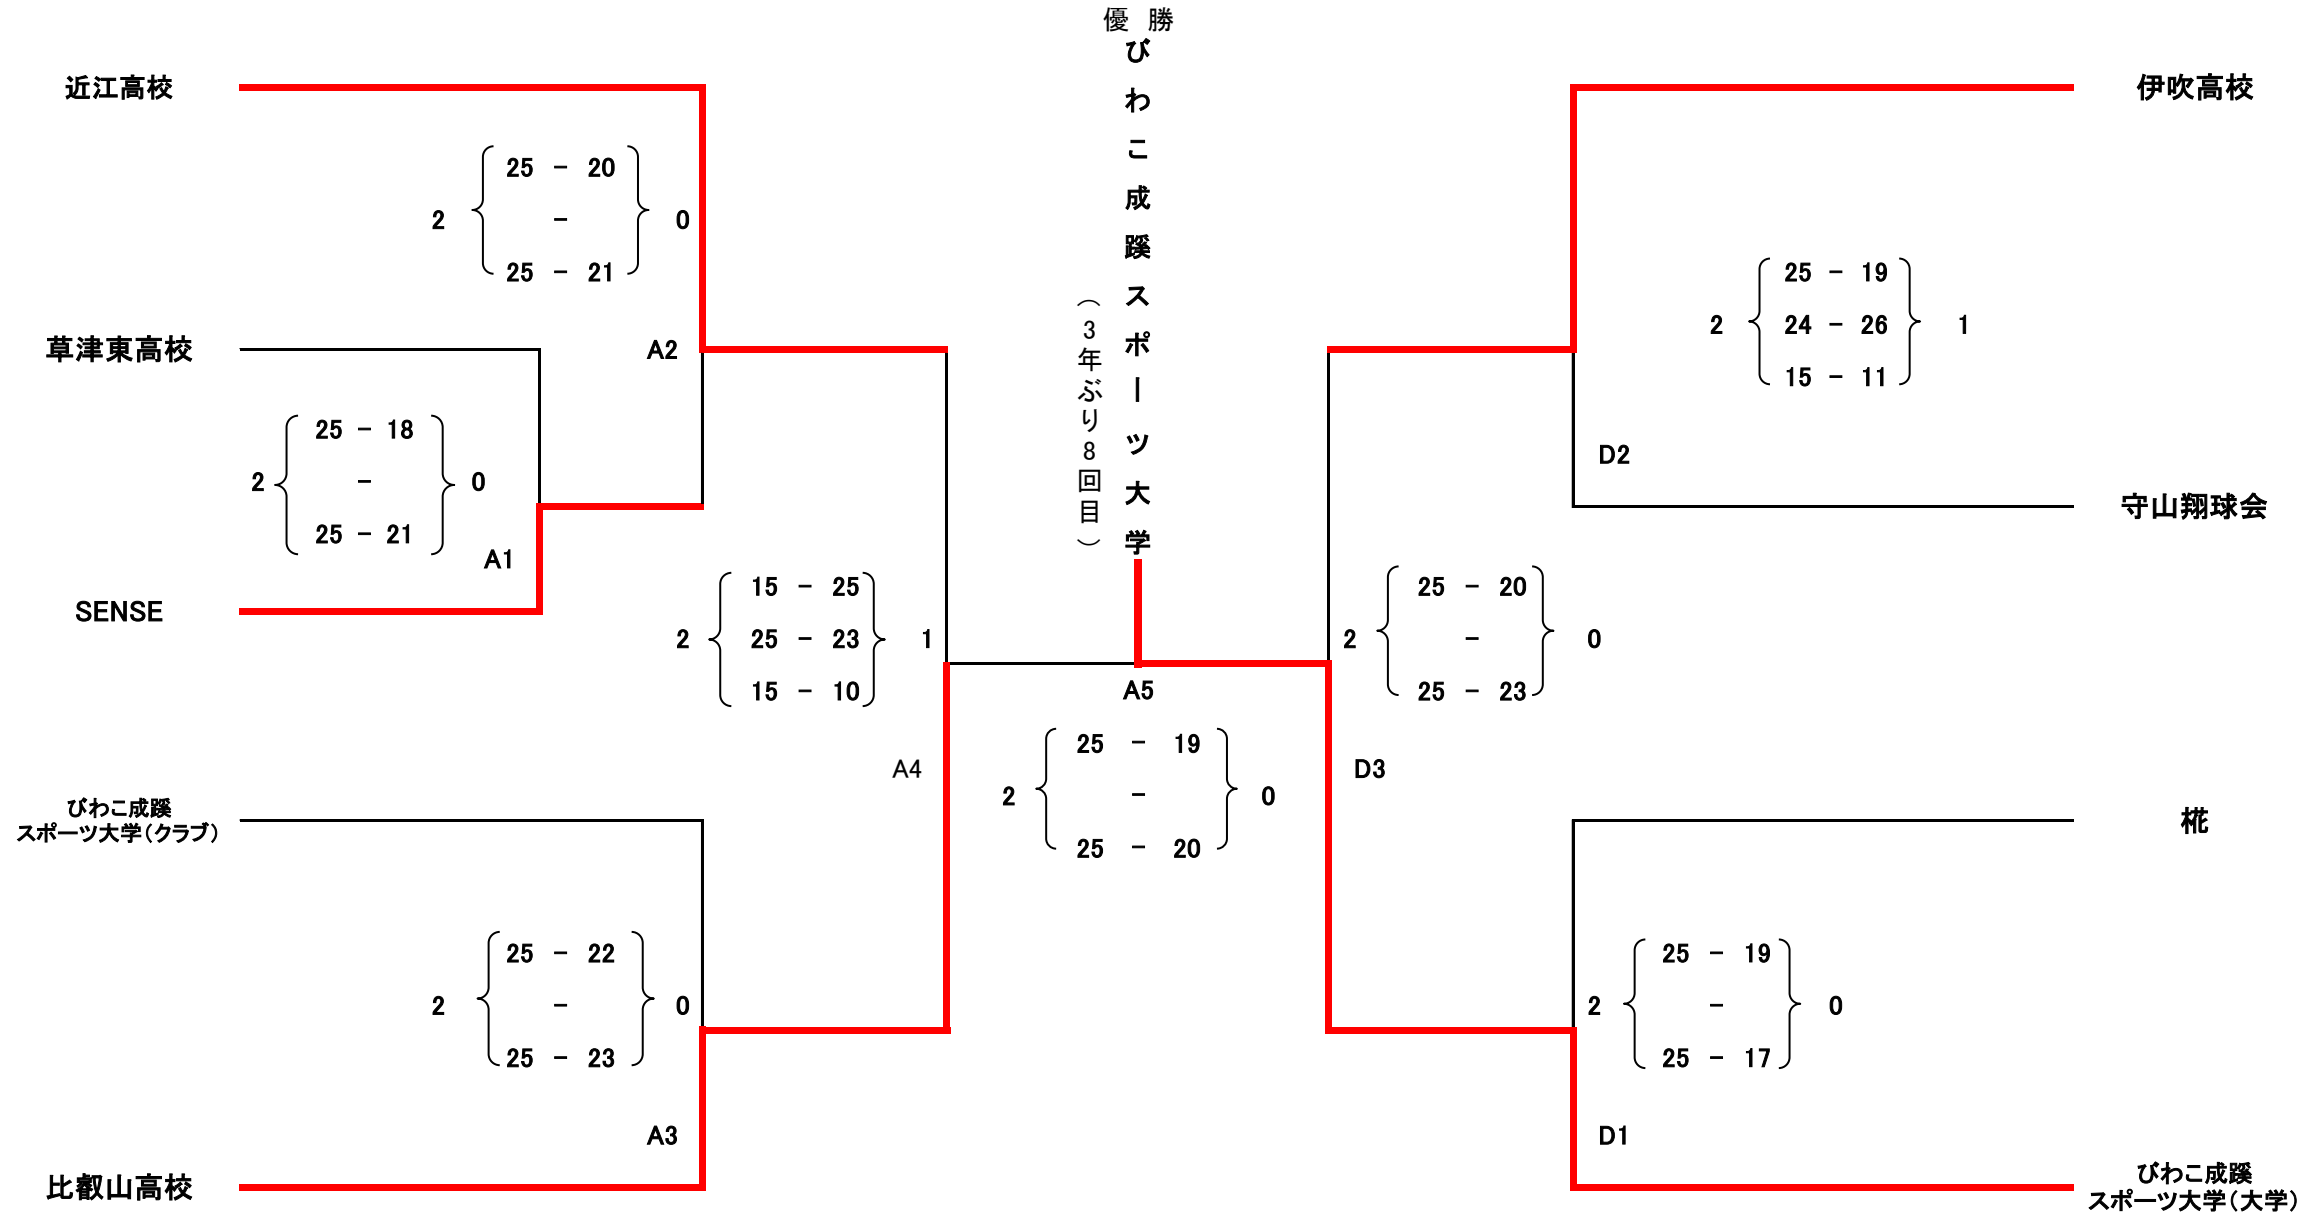 優 勝
びわこ成蹊スポーツ大学
（3年ぶり8回目）
近江高校
2 25 - 20 0
-
25 - 21
A2
草津東高校
2 25 - 18 0
-
25 - 21
A1
SENSE
2 15 - 25 1
25 - 23
15 - 10
A4
びわこ成蹊
スポーツ大学（クラブ）
2 25 - 22 0
-
25 - 23
A3
比叡山高校
A5
2 25 - 19 0
-
25 - 20
伊吹高校
2 25 - 19 1
24 - 26
15 - 11
D2
守山翔球会
2 25 - 20 0
-
25 - 23
D3
椛
2 25 - 19 0
-
25 - 17
D1
びわこ成蹊
スポーツ大学（大学）